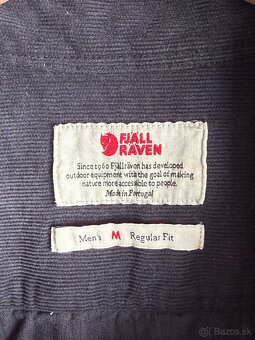 FJÄLL
RÄVEN
Since 1960 Fjällräven has developed
outdoor equipment with the goal of making
nature more accessible to people.
Made in Portugal
Men's M Regular Fit
bazos.sk